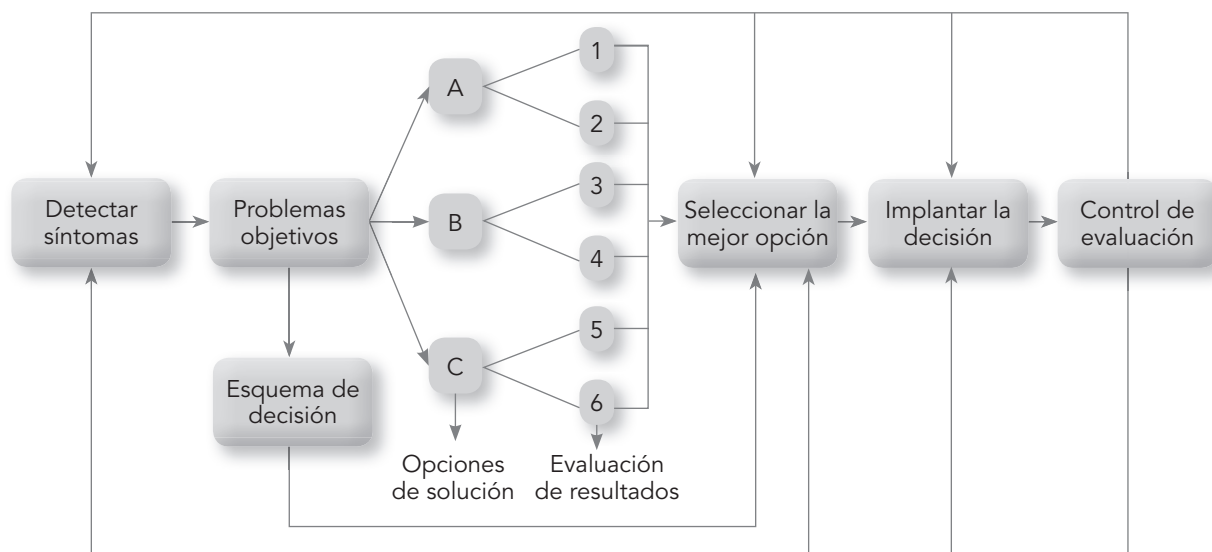 Detectar
síntomas
Problemas
objetivos
Esquema de
decisión
A
B
C
Opciones
de solución
1
2
3
4
5
6
Evaluación
de resultados
Seleccionar la
mejor opción
Implantar la
decisión
Control de
evaluación